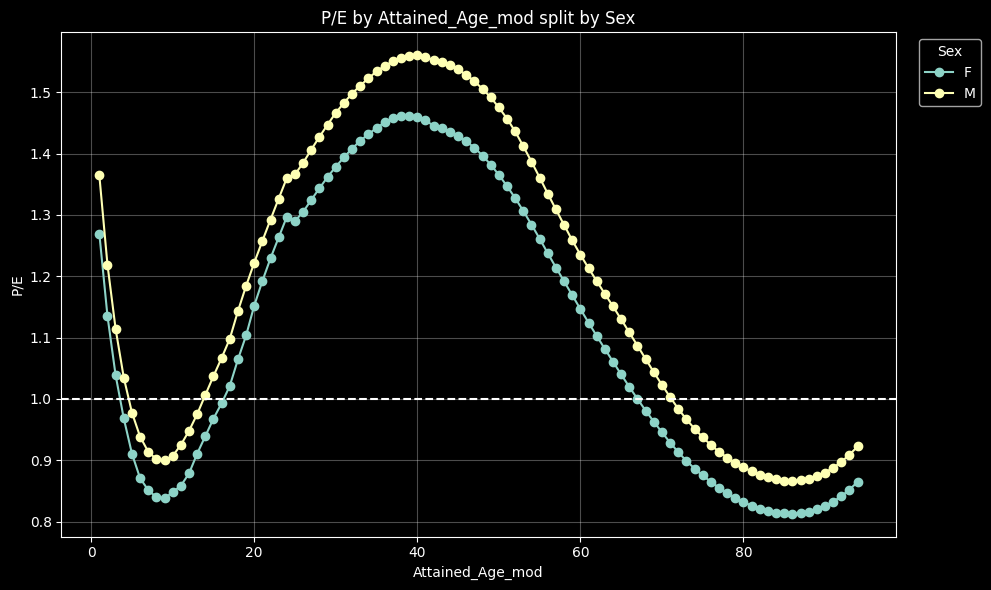 P/E by Attained_Age_mod split by Sex
Sex
F
M
1.5
1.4
1.3
1.2
1.1
1.0
0.9
0.8
P/E
0
20
40
60
80
Attained_Age_mod